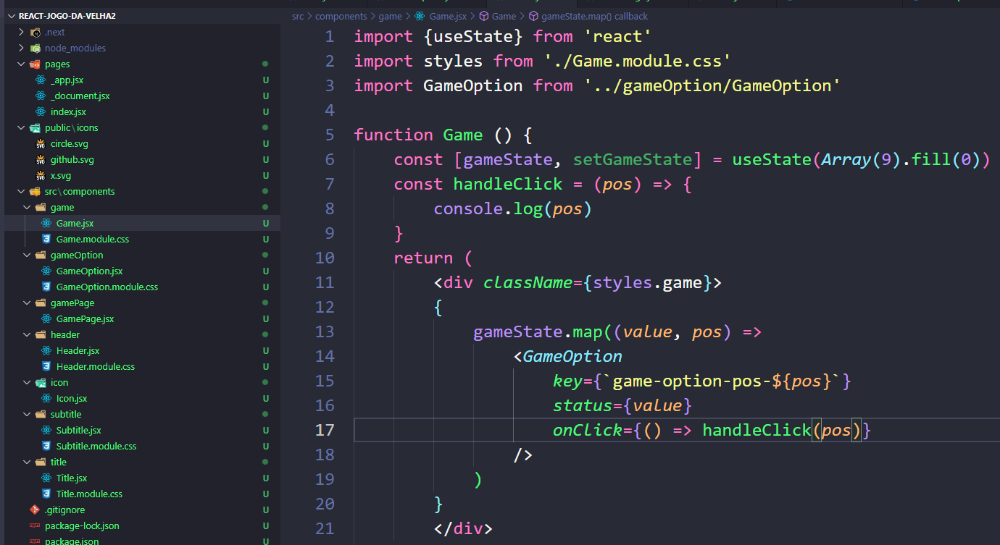 REACT-JOGO-DA-VELHA2
.next
node_modules
pages
_app.jsx U
_document.jsx U
index.jsx U
public\icons
circle.svg U
github.svg U
x.svg U
src\components
game
Game.jsx U
Game.module.css U
gameOption
GameOption.jsx U
GameOption.module.css U
gamePage
GamePage.jsx U
header
Header.jsx U
Header.module.css U
icon
Icon.jsx U
subtitle
Subtitle.jsx U
Subtitle.module.css U
title
Title.jsx U
Title.module.css U
.gitignore U
package-lock.json U
package.json U
src > components > game > Game.jsx > Game > gameState.map() callback
1 import {useState} from 'react'
2 import styles from './Game.module.css'
3 import GameOption from '../gameOption/GameOption'
4
5 function Game () {
6 const [gameState, setGameState] = useState(Array(9).fill(0))
7 const handleClick = (pos) => {
8 console.log(pos)
9 }
10 return (
11 <div className={styles.game}>
12 {
13 gameState.map((value, pos) =>
14 <GameOption
15 key={`game-option-pos-${pos}`}
16 status={value}
17 onClick={() => handleClick(pos)}
18 />
19 )
20 }
21 </div>